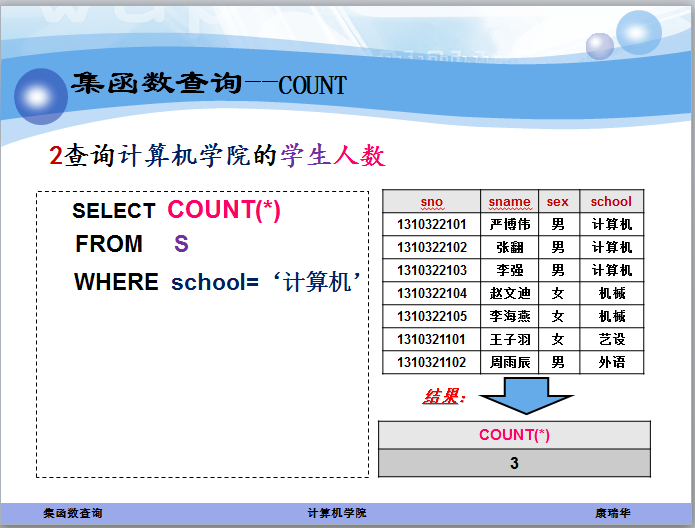 集函数查询--COUNT
2查询计算机学院的学生人数
SELECT COUNT(*)
FROM S
WHERE school=‘计算机’
sno sname sex school
1310322101 严博伟 男 计算机
1310322102 张翻 男 计算机
1310322103 李强 男 计算机
1310322104 赵文迪 女 机械
1310322105 李海燕 女 机械
1310321101 王子羽 女 艺设
1310321102 周雨辰 男 外语
结果：
COUNT(*)
3
集函数查询 计算机学院 康瑞华